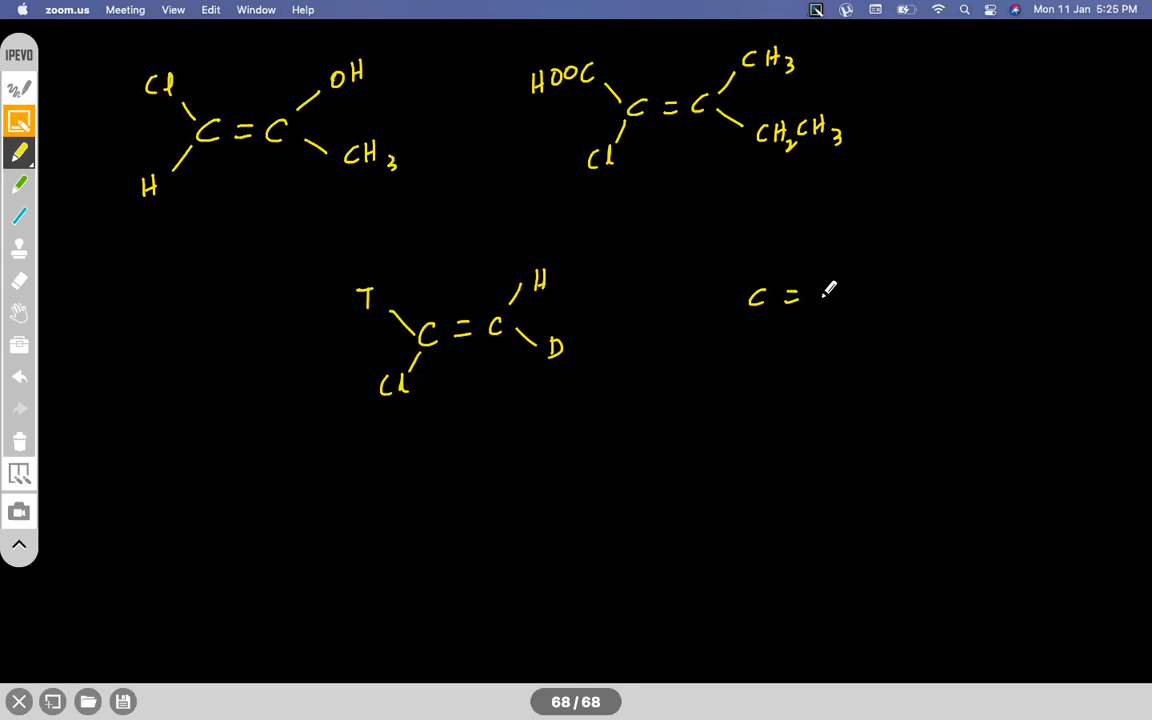 zoom.us Meeting View Edit Window Help Mon 11 Jan 5:25 PM
IPEVO
Cl OH
C = C
H CH3
HOOC CH3
C = C
Cl CH2CH3
T H
C = C
Cl D
C =
68 / 68